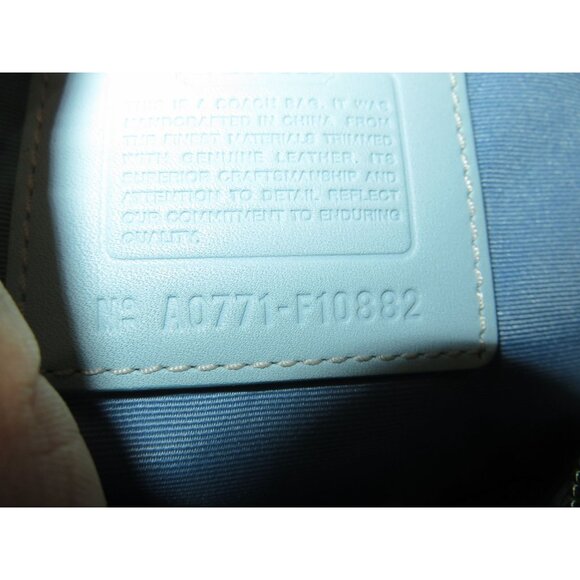 THIS IS A COACH BAG. IT WAS
HANDCRAFTED IN CHINA. FROM
THE FINEST MATERIALS TRIMMED
WITH GENUINE LEATHER. ITS
SUPERIOR CRAFTSMANSHIP AND
ATTENTION TO DETAIL REFLECT
OUR COMMITMENT TO ENDURING
QUALITY.
Nº A0771-F10882